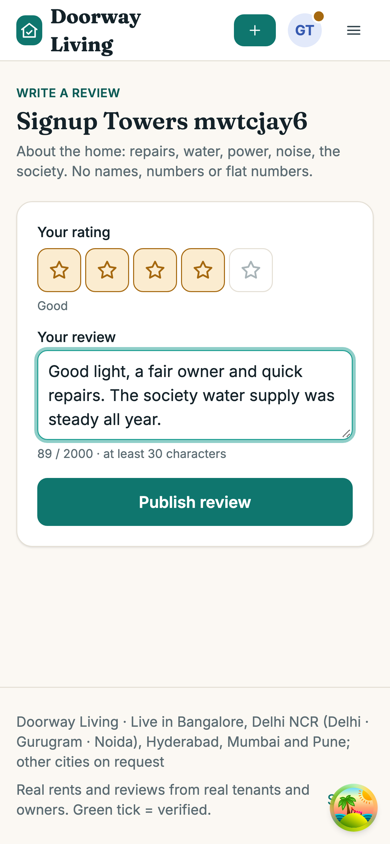 Doorway
Living
+
GT
WRITE A REVIEW
Signup Towers mwtcjay6
About the home: repairs, water, power, noise, the
society. No names, numbers or flat numbers.
Your rating
Good
Your review
Good light, a fair owner and quick
repairs. The society water supply was
steady all year.
89 / 2000 · at least 30 characters
Publish review
Doorway Living · Live in Bangalore, Delhi NCR (Delhi ·
Gurugram · Noida), Hyderabad, Mumbai and Pune;
other cities on request
Real rents and reviews from real tenants and
owners. Green tick = verified.